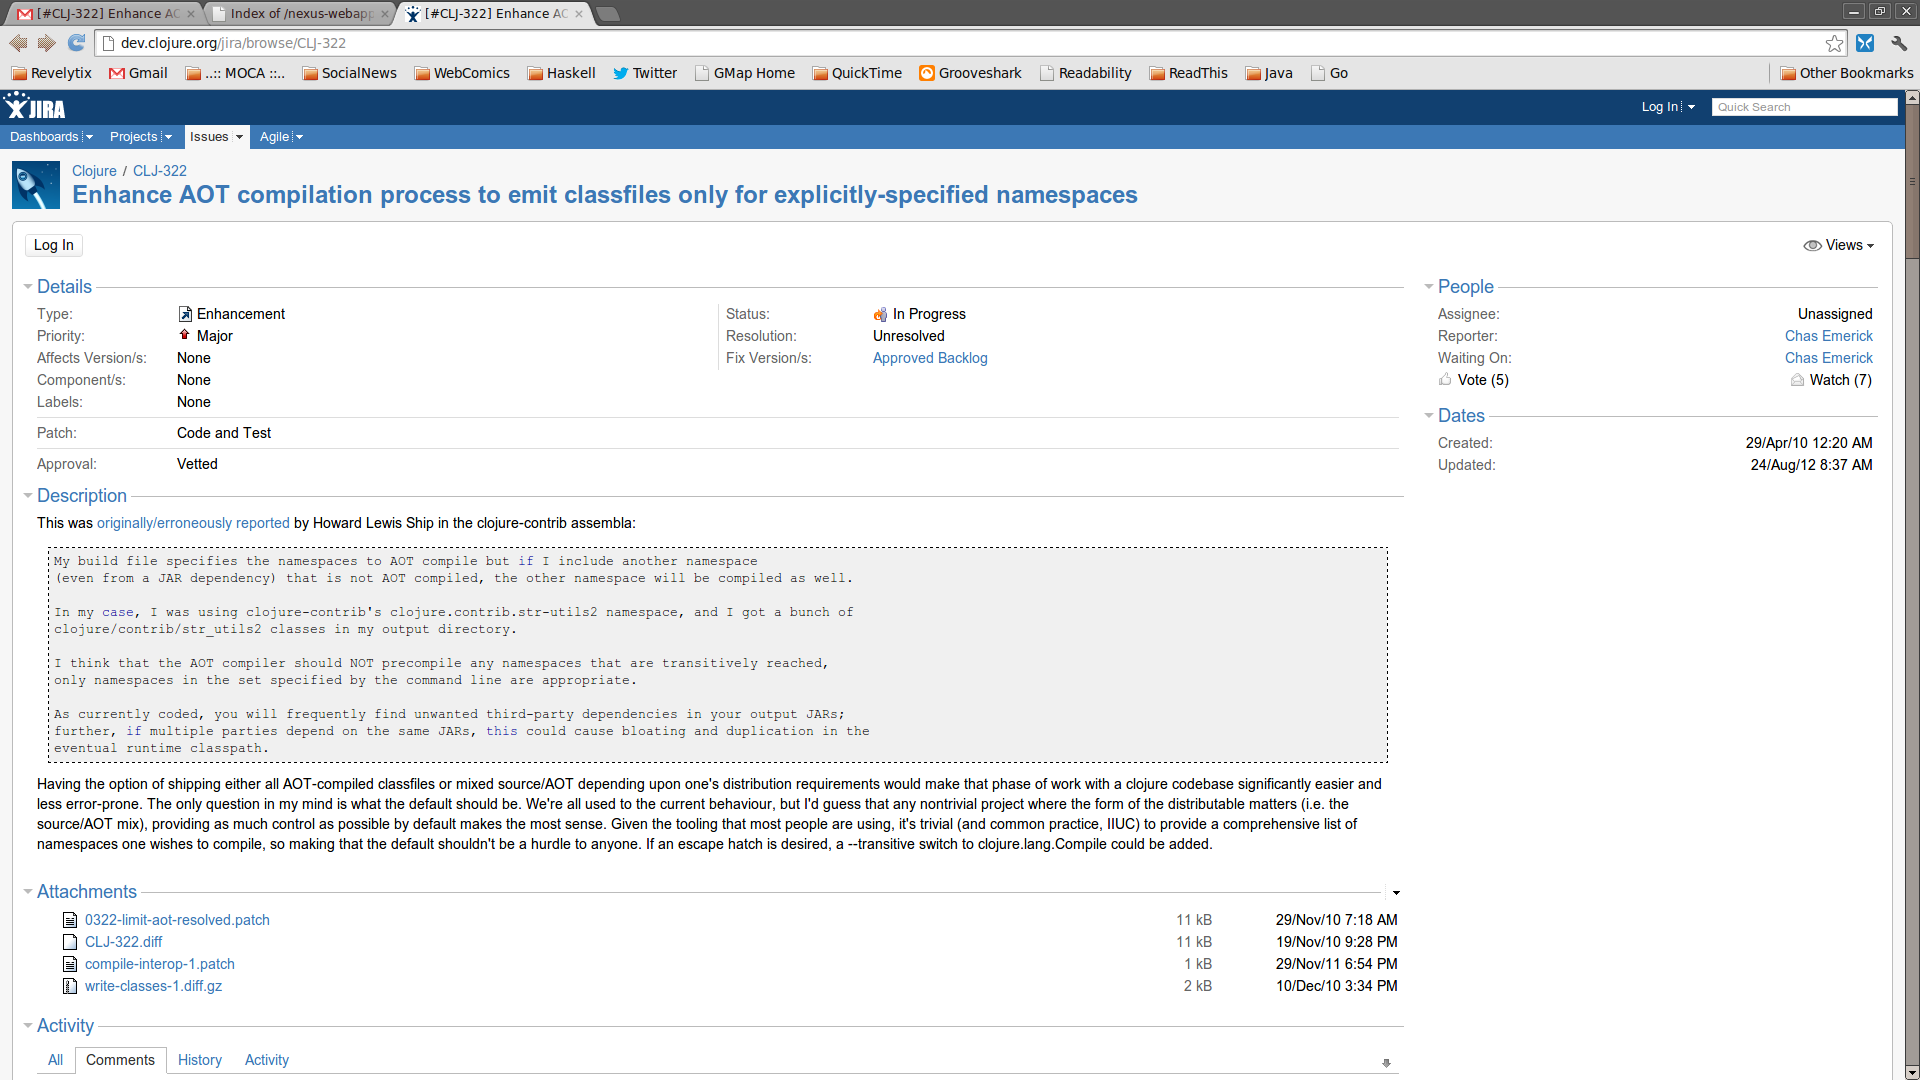 [#CLJ-322] Enhance AC
Index of /nexus-webapp
[#CLJ-322] Enhance AC
dev.clojure.org/jira/browse/CLJ-322
Revelytix Gmail ..:: MOCA ::.. SocialNews WebComics Haskell Twitter GMap Home QuickTime Grooveshark Readability ReadThis Java Go Other Bookmarks
JIRA
Log In Quick Search
Dashboards Projects Issues Agile
Clojure / CLJ-322
Enhance AOT compilation process to emit classfiles only for explicitly-specified namespaces
Log In
Views
Details
Type: Enhancement
Priority: Major
Affects Version/s: None
Component/s: None
Labels: None
Status: In Progress
Resolution: Unresolved
Fix Version/s: Approved Backlog
Patch: Code and Test
Approval: Vetted
People
Assignee: Unassigned
Reporter: Chas Emerick
Waiting On: Chas Emerick
Vote (5) Watch (7)
Dates
Created: 29/Apr/10 12:20 AM
Updated: 24/Aug/12 8:37 AM
Description
This was originally/erroneously reported by Howard Lewis Ship in the clojure-contrib assembla:
My build file specifies the namespaces to AOT compile but if I include another namespace
(even from a JAR dependency) that is not AOT compiled, the other namespace will be compiled as well.
In my case, I was using clojure-contrib's clojure.contrib.str-utils2 namespace, and I got a bunch of
clojure/contrib/str_utils2 classes in my output directory.
I think that the AOT compiler should NOT precompile any namespaces that are transitively reached,
only namespaces in the set specified by the command line are appropriate.
As currently coded, you will frequently find unwanted third-party dependencies in your output JARs;
further, if multiple parties depend on the same JARs, this could cause bloating and duplication in the
eventual runtime classpath.
Having the option of shipping either all AOT-compiled classfiles or mixed source/AOT depending upon one's distribution requirements would make that phase of work with a clojure codebase significantly easier and
less error-prone. The only question in my mind is what the default should be. We're all used to the current behaviour, but I'd guess that any nontrivial project where the form of the distributable matters (i.e. the
source/AOT mix), providing as much control as possible by default makes the most sense. Given the tooling that most people are using, it's trivial (and common practice, IIUC) to provide a comprehensive list of
namespaces one wishes to compile, so making that the default shouldn't be a hurdle to anyone. If an escape hatch is desired, a --transitive switch to clojure.lang.Compile could be added.
Attachments
0322-limit-aot-resolved.patch 11 kB 29/Nov/10 7:18 AM
CLJ-322.diff 11 kB 19/Nov/10 9:28 PM
compile-interop-1.patch 1 kB 29/Nov/11 6:54 PM
write-classes-1.diff.gz 2 kB 10/Dec/10 3:34 PM
Activity
All Comments History Activity